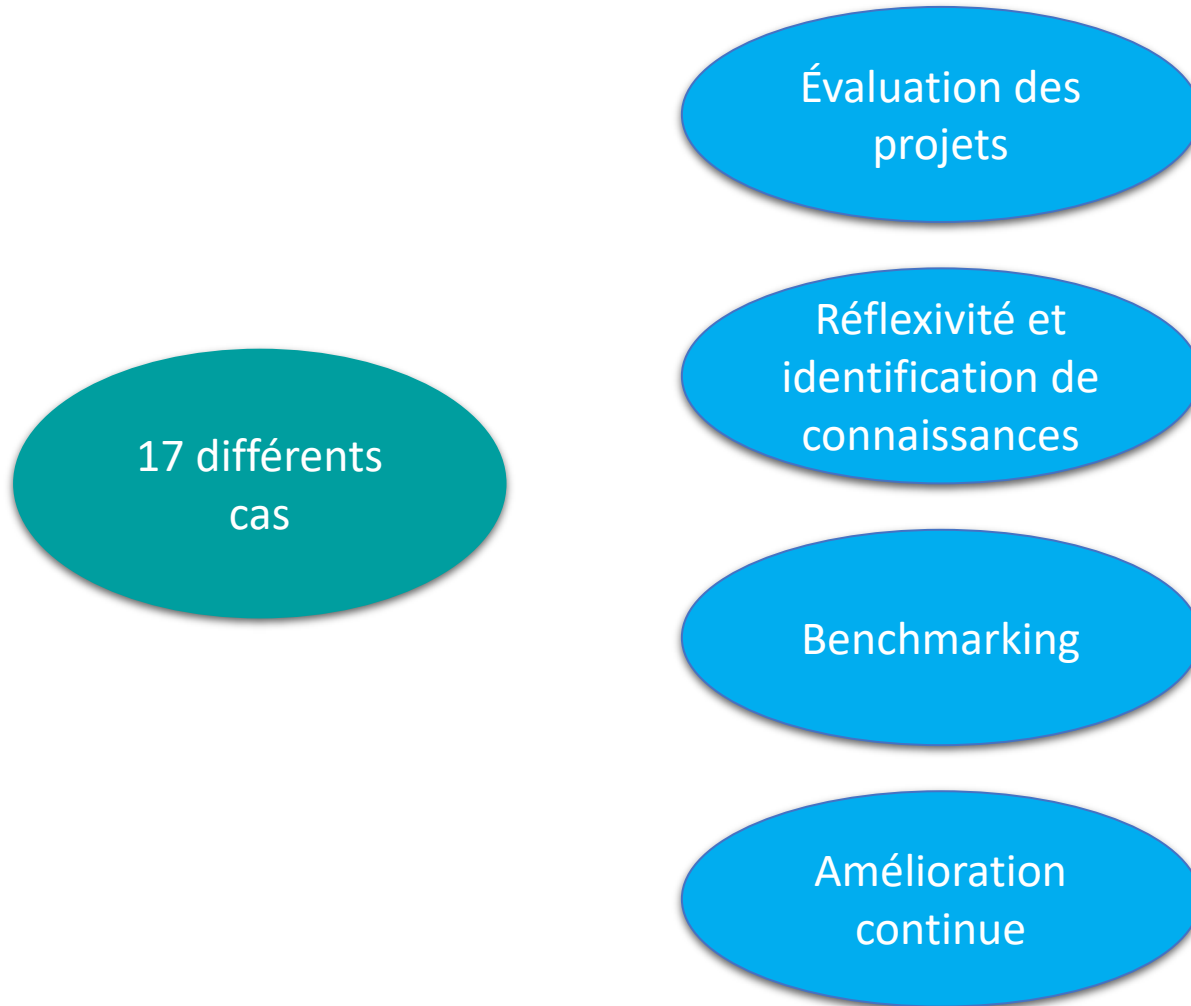 17 différents
cas
Évaluation des
projets
Réflexivité et
identification de
connaissances
Benchmarking
Amélioration
continue